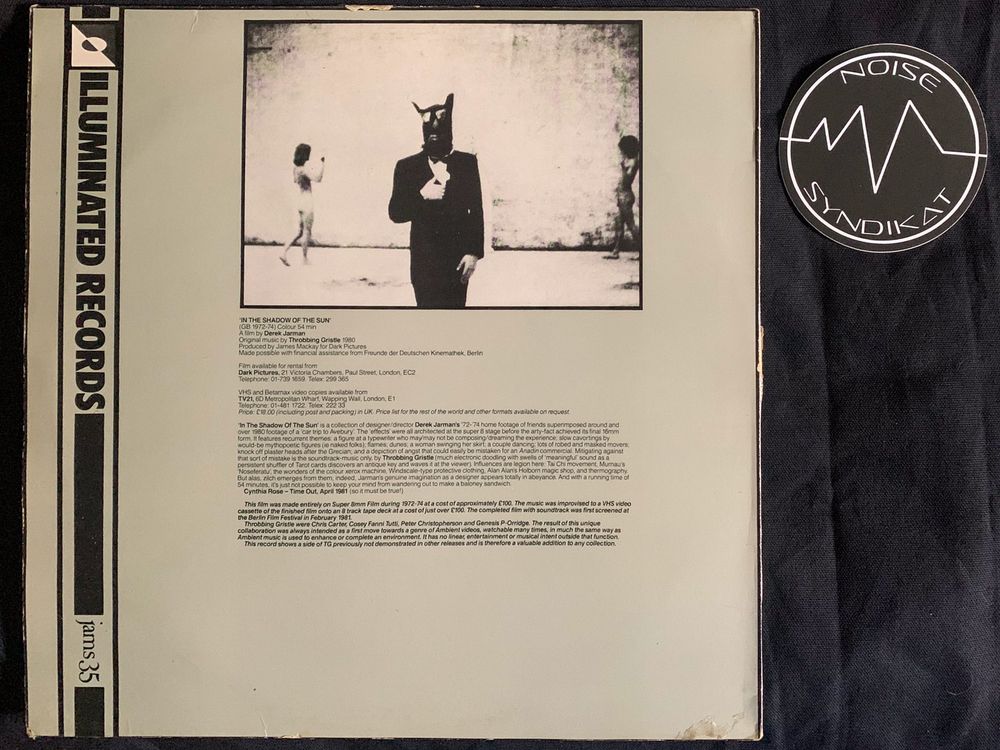 ILLUMINATED RECORDS
jams 35
'IN THE SHADOW OF THE SUN'
(GB 1972-74) Colour 54 min
A film by Derek Jarman
Original music by Throbbing Gristle 1980
Produced by James Mackay for Dark Pictures
Made possible with financial assistance from Freunde der Deutschen Kinemathek, Berlin
Film available for rental from
Dark Pictures, 21 Victoria Chambers, Paul Street, London, EC2
Telephone: 01-739 1659. Telex: 299 365
VHS and Betamax video copies available from
TV21, 6D Metropolitan Wharf, Wapping Wall, London, E1
Telephone: 01-481 1722. Telex: 222 33
Price: £18.00 (including post and packing) in UK. Price list for the rest of the world and other formats available on request.
'In The Shadow Of The Sun' is a collection of designer/director Derek Jarman's '72-'74 home footage of friends superimposed around and
over 1980 footage of a 'car trip to Avebury'. The 'effects' were all architected at the super 8 stage before the arty-fact achieved its final 16mm
form. It features recurrent themes: a figure at a typewriter who may/may not be composing/dreaming the experience; slow cavortings by
would-be mythopoetic figures (ie naked folks); flames; dunes; a woman swinging her skirt; a couple dancing; lots of robed and masked movers;
knock off plaster heads after the Grecian; and a depiction of angst that could easily be mistaken for an Anadin commercial. Mitigating against
that sort of mistake is the soundtrack-music only, by Throbbing Gristle (much electronic doodling with swells of 'meaningful' sound as a
persistent shuffler of Tarot cards discovers an antique key and waves it at the viewer). Influences are legion here: Tai Chi movement, Murnau's
'Nosferatu', the wonders of the colour xerox machine, Windscale-type protective clothing, Alan Alan's Holborn magic shop, and thermography.
But alas, zilch emerges from them; indeed, Jarman's genuine imagination as a designer appears totally in abeyance. And with a running time of
54 minutes, it's just not possible to keep your mind from wandering out to make a baloney sandwich.
Cynthia Rose – Time Out, April 1981 (so it must be true!)
This film was made entirely on Super 8mm Film during 1972-74 at a cost of approximately £100. The music was improvised to a VHS video
cassette of the finished film onto an 8 track tape deck at a cost of just over £100. The completed film with soundtrack was first screened at
the Berlin Film Festival in February 1981.
Throbbing Gristle were Chris Carter, Cosey Fanni Tutti, Peter Christopherson and Genesis P-Orridge. The result of this unique
collaboration was always intended as a first move towards a genre of Ambient videos, watchable many times, in much the same way as
Ambient music is used to enhance or complete an environment. It has no linear, entertainment or musical intent outside that function.
This record shows a side of TG previously not demonstrated in other releases and is therefore a valuable addition to any collection.
NOISE
SYNDIKAT